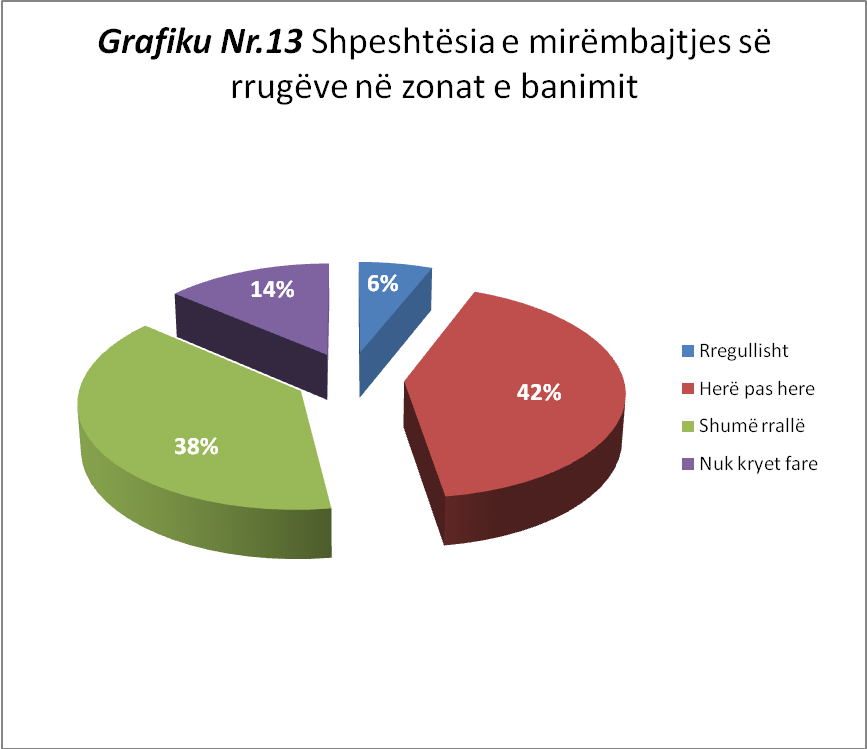 Grafiku Nr.13 Shpeshtësia e mirëmbajtjes së
rrugëve në zonat e banimit
6%
14%
42%
38%
Rregullisht
Herë pas here
Shumë rrallë
Nuk kryet fare